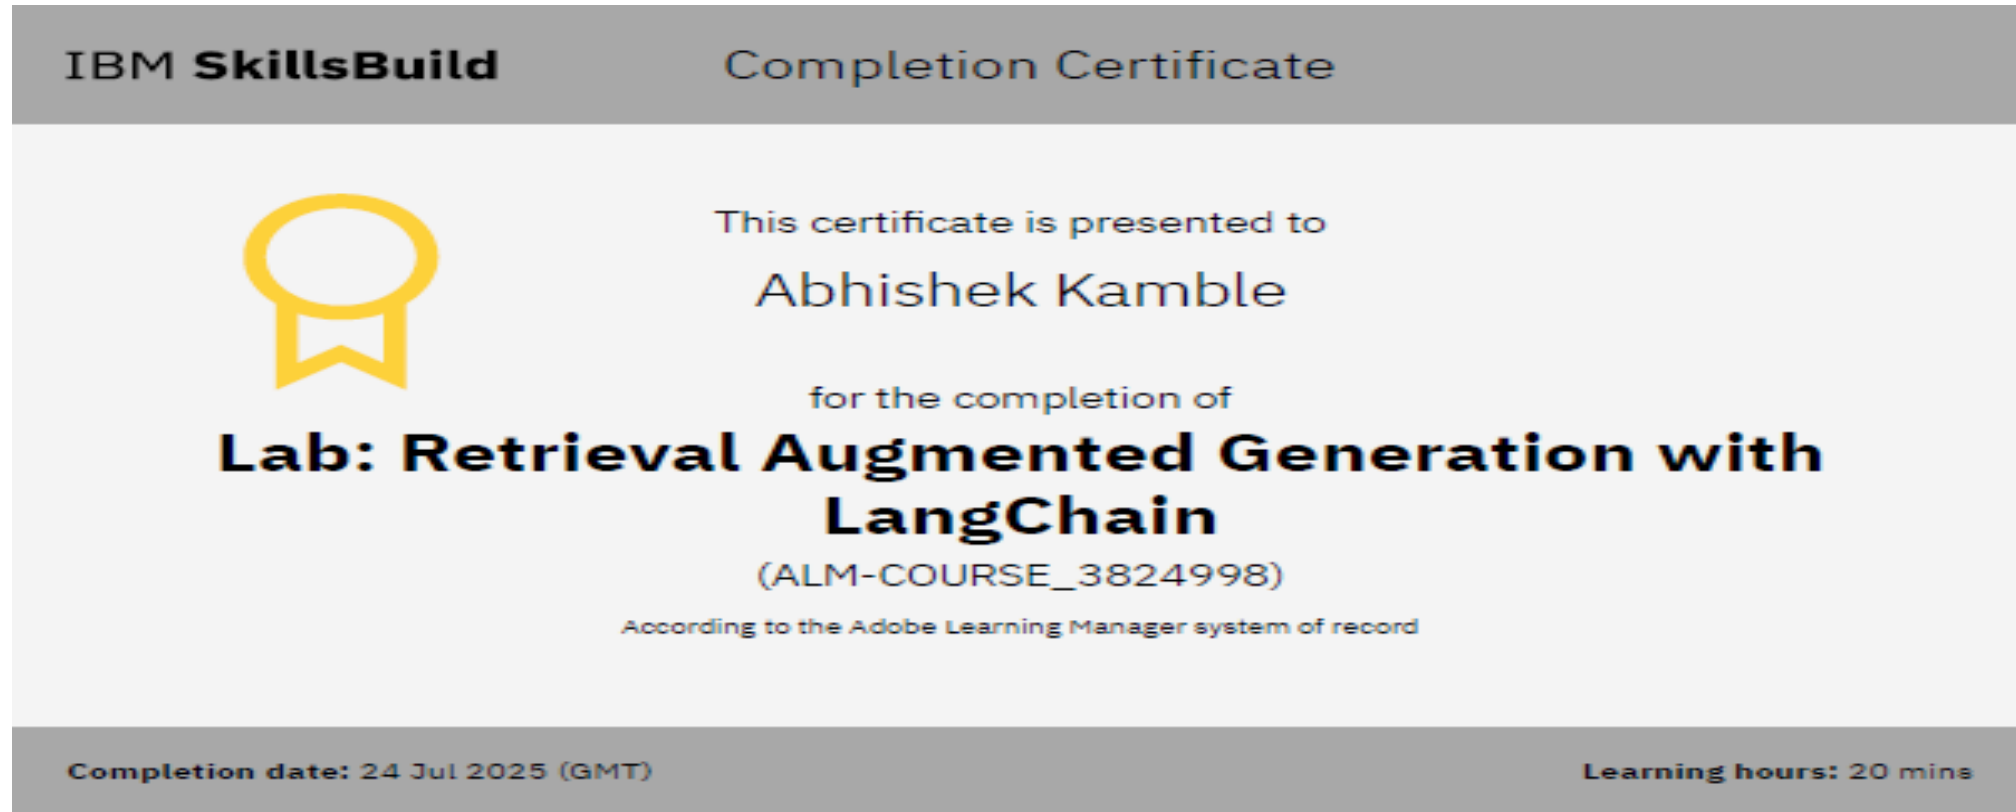 IBM SkillsBuild
Completion Certificate
This certificate is presented to
Abhishek Kamble
for the completion of
Lab: Retrieval Augmented Generation with
LangChain
(ALM-COURSE_3824998)
According to the Adobe Learning Manager system of record
Completion date: 24 Jul 2025 (GMT)
Learning hours: 20 mins